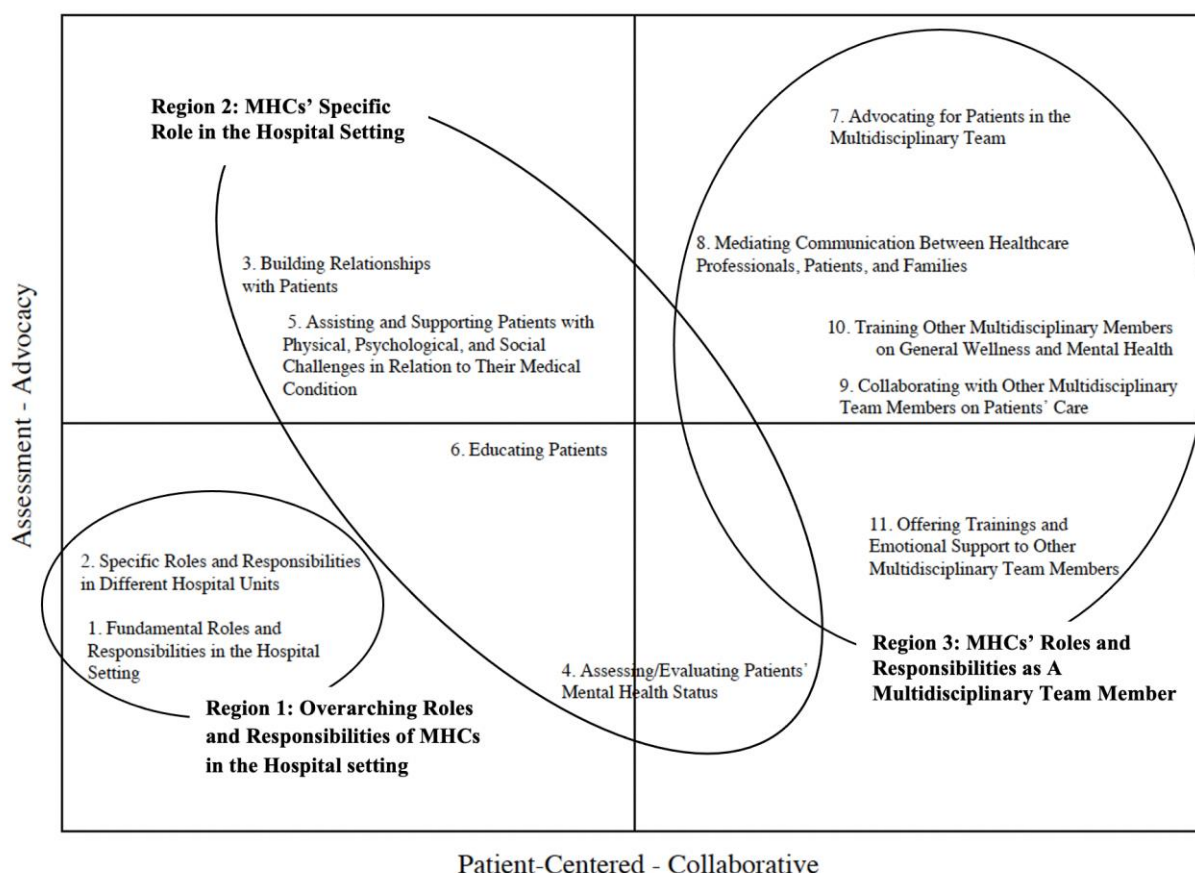 Region 2: MHCs’ Specific
Role in the Hospital Setting
7. Advocating for Patients in the
Multidisciplinary Team
8. Mediating Communication Between Healthcare
Professionals, Patients, and Families
3. Building Relationships
with Patients
5. Assisting and Supporting Patients with
Physical, Psychological, and Social
Challenges in Relation to Their Medical
Condition
10. Training Other Multidisciplinary Members
on General Wellness and Mental Health
9. Collaborating with Other Multidisciplinary
Team Members on Patients’ Care
Assessment - Advocacy
6. Educating Patients
11. Offering Trainings and
Emotional Support to Other
Multidisciplinary Team Members
2. Specific Roles and Responsibilities
in Different Hospital Units
1. Fundamental Roles and
Responsibilities in the Hospital
Setting
4. Assessing/Evaluating Patients’
Mental Health Status
Region 3: MHCs’ Roles and
Responsibilities as A
Multidisciplinary Team Member
Region 1: Overarching Roles
and Responsibilities of MHCs
in the Hospital setting
Patient-Centered - Collaborative